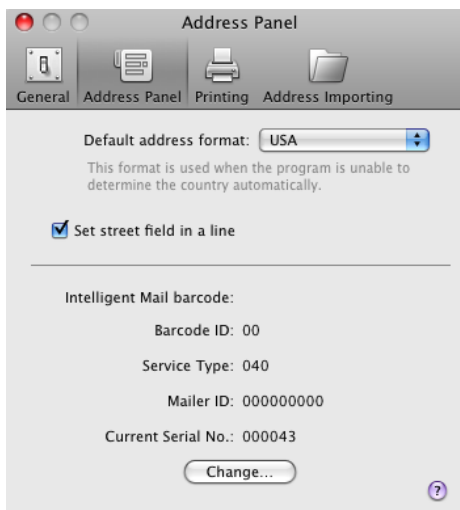 Address Panel
General Address Panel Printing Address Importing
Default address format: USA
This format is used when the program is unable to
determine the country automatically.
Set street field in a line
Intelligent Mail barcode:
Barcode ID: 00
Service Type: 040
Mailer ID: 000000000
Current Serial No.: 000043
Change...
?